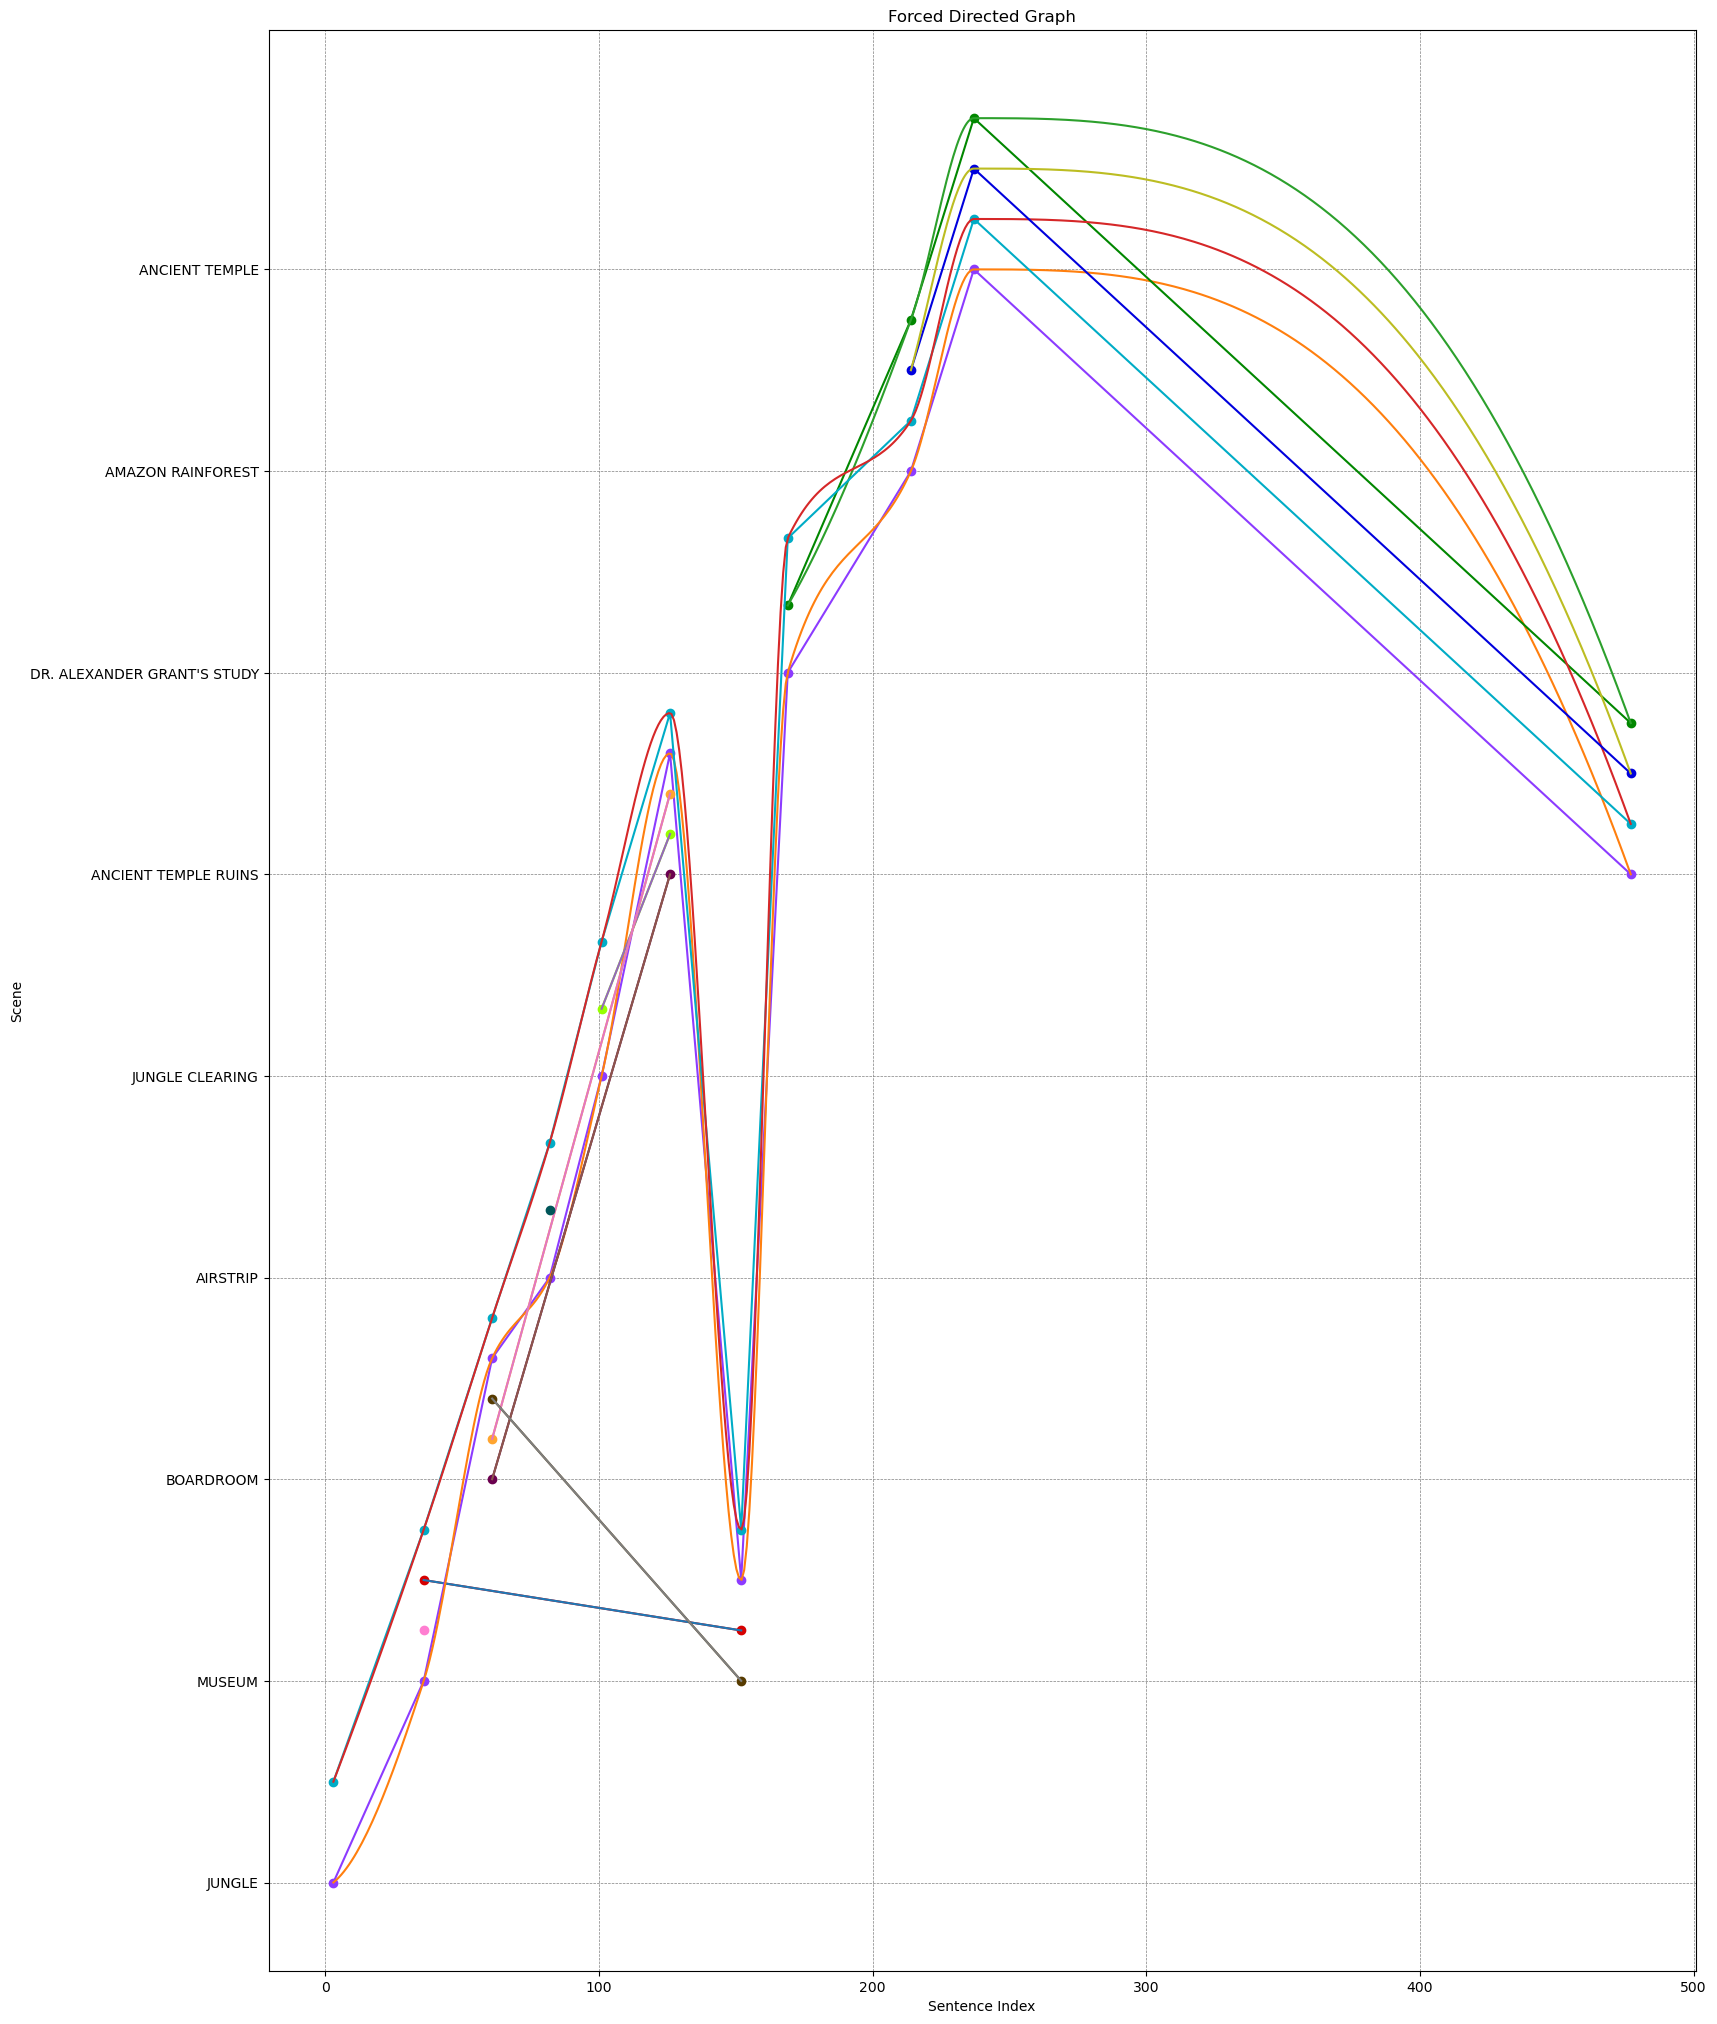 Forced Directed Graph
ANCIENT TEMPLE
AMAZON RAINFOREST
DR. ALEXANDER GRANT'S STUDY
ANCIENT TEMPLE RUINS
Scene
JUNGLE CLEARING
AIRSTRIP
BOARDROOM
MUSEUM
JUNGLE
0 100 200 300 400 500
Sentence Index